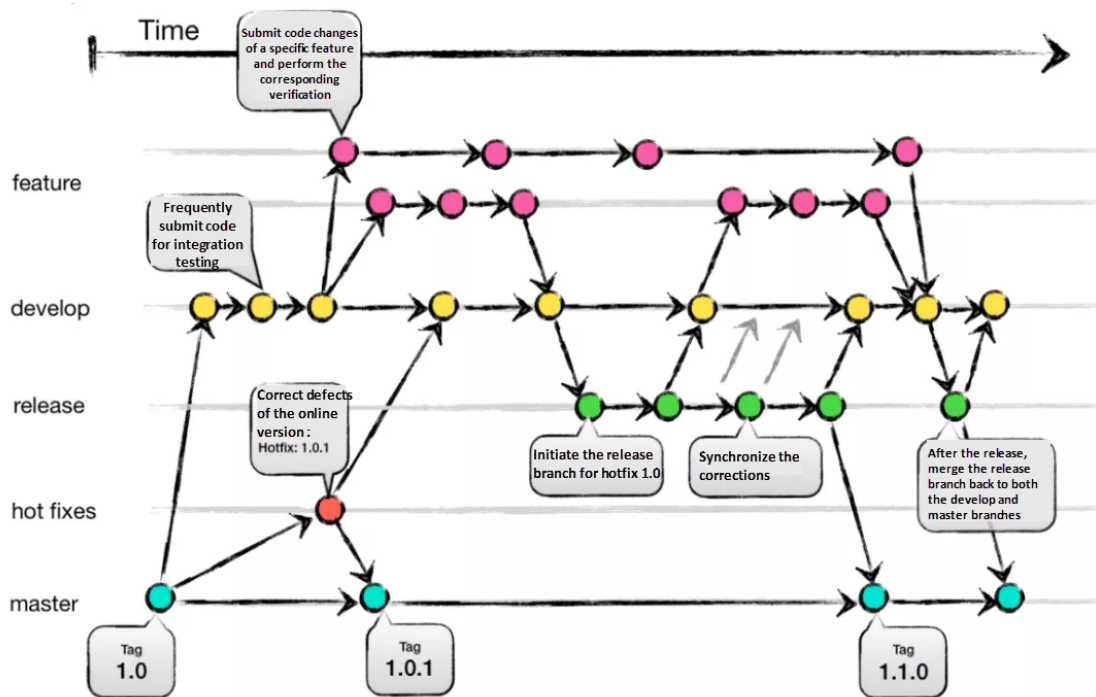 Time
Submit code changes
of a specific feature
and perform the
corresponding
verification
feature
Frequently
submit code
for integration
testing
develop
release
Correct defects
of the online
version :
Hotfix: 1.0.1
Initiate the release
branch for hotfix 1.0
Synchronize the
corrections
After the release,
merge the release
branch back to both
the develop and
master branches
hot fixes
master
Tag
1.0
Tag
1.0.1
Tag
1.1.0